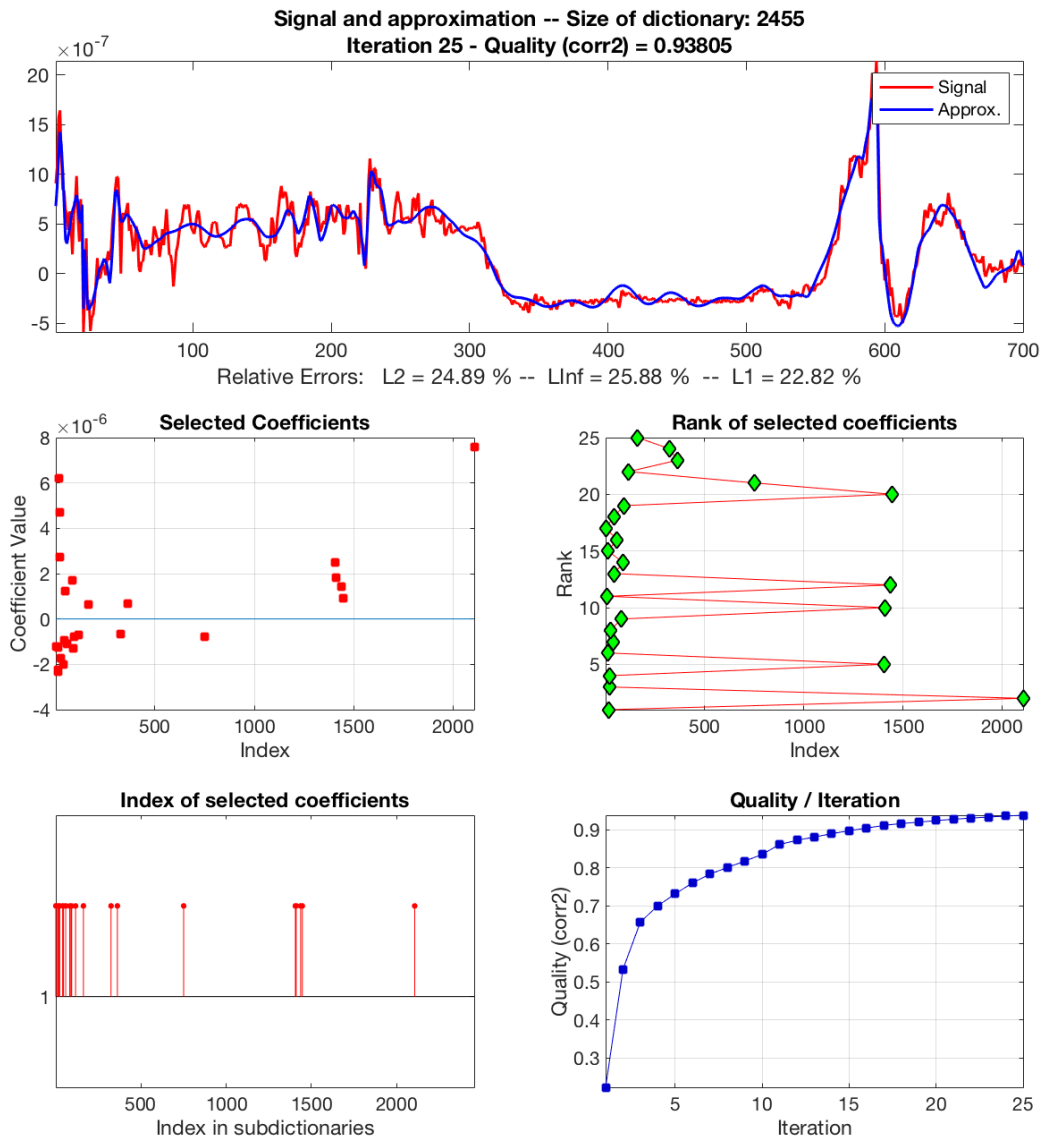 Signal and approximation -- Size of dictionary: 2455
Iteration 25 - Quality (corr2) = 0.93805
×10⁻⁷
20
15
10
5
0
-5
Signal
Approx.
100 200 300 400 500 600 700
Relative Errors: L2 = 24.89 % -- LInf = 25.88 % -- L1 = 22.82 %
Selected Coefficients
×10⁻⁶
8
6
4
2
0
-2
-4
Coefficient Value
500 1000 1500 2000
Index
Rank of selected coefficients
25
20
15
10
5
Rank
500 1000 1500 2000
Index
Index of selected coefficients
1
500 1000 1500 2000
Index in subdictionaries
Quality / Iteration
0.9
0.8
0.7
0.6
0.5
0.4
0.3
Quality (corr2)
5 10 15 20 25
Iteration